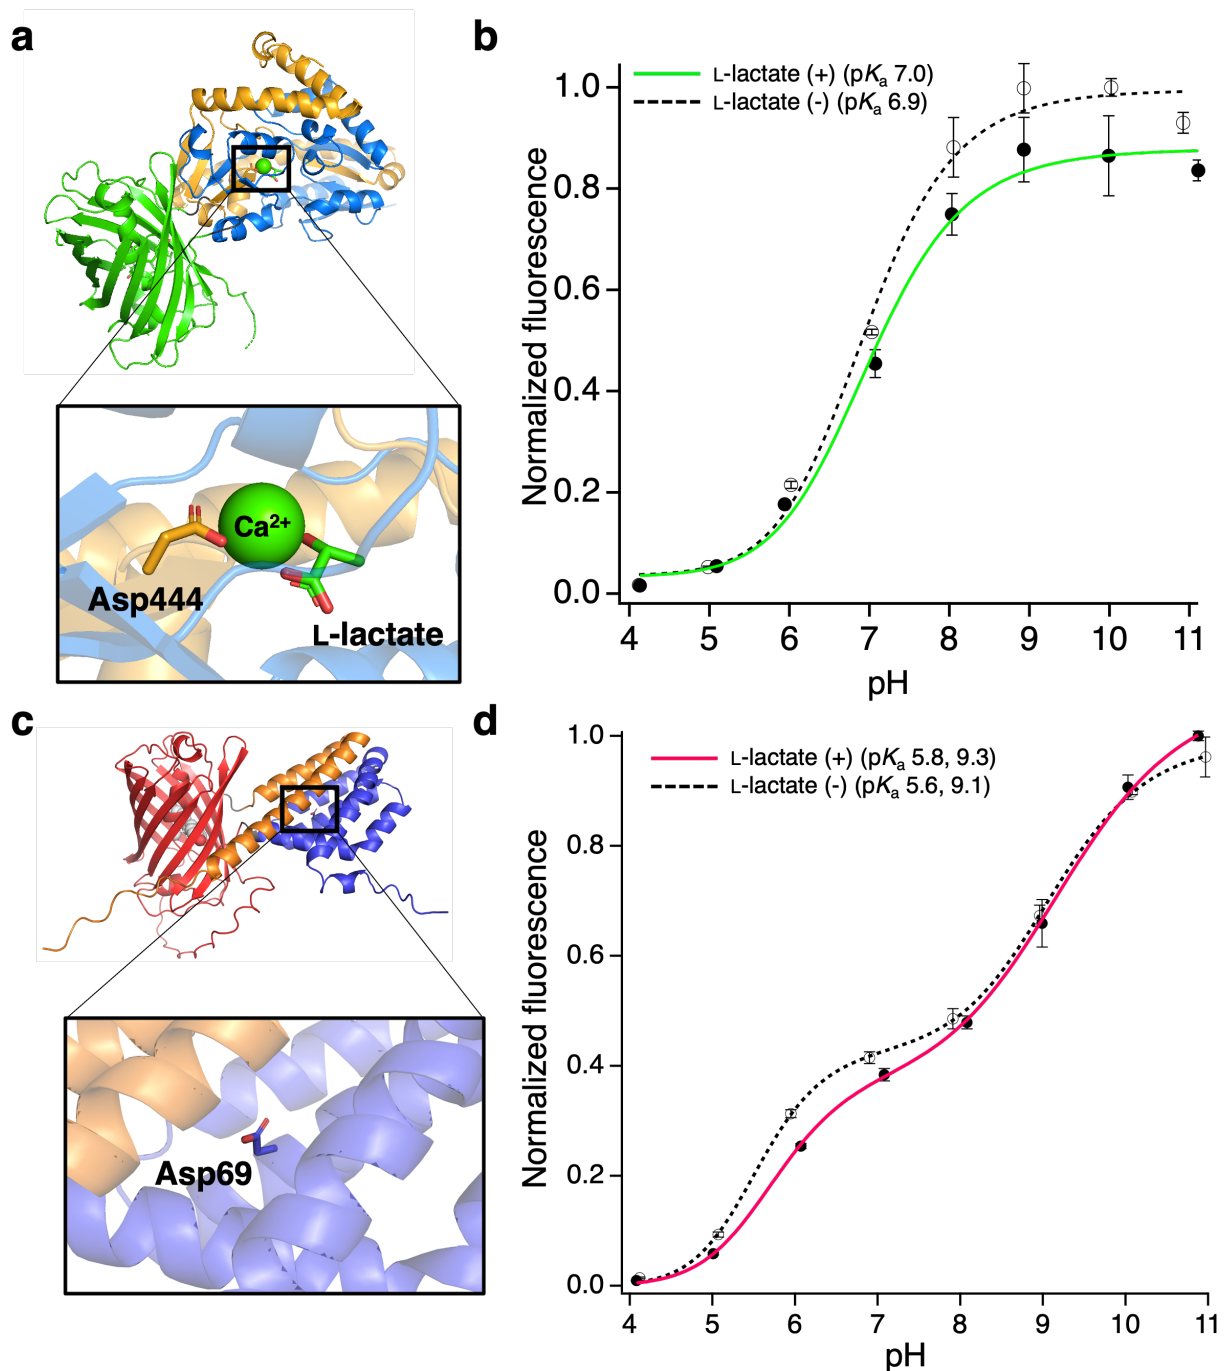 a
Ca²⁺
Asp444
L-lactate
b
L-lactate (+) (pKa 7.0)
L-lactate (-) (pKa 6.9)
Normalized fluorescence
1.0
0.8
0.6
0.4
0.2
0.0
4 5 6 7 8 9 10 11
pH
c
Asp69
d
L-lactate (+) (pKa 5.8, 9.3)
L-lactate (-) (pKa 5.6, 9.1)
Normalized fluorescence
1.0
0.8
0.6
0.4
0.2
0.0
4 5 6 7 8 9 10 11
pH